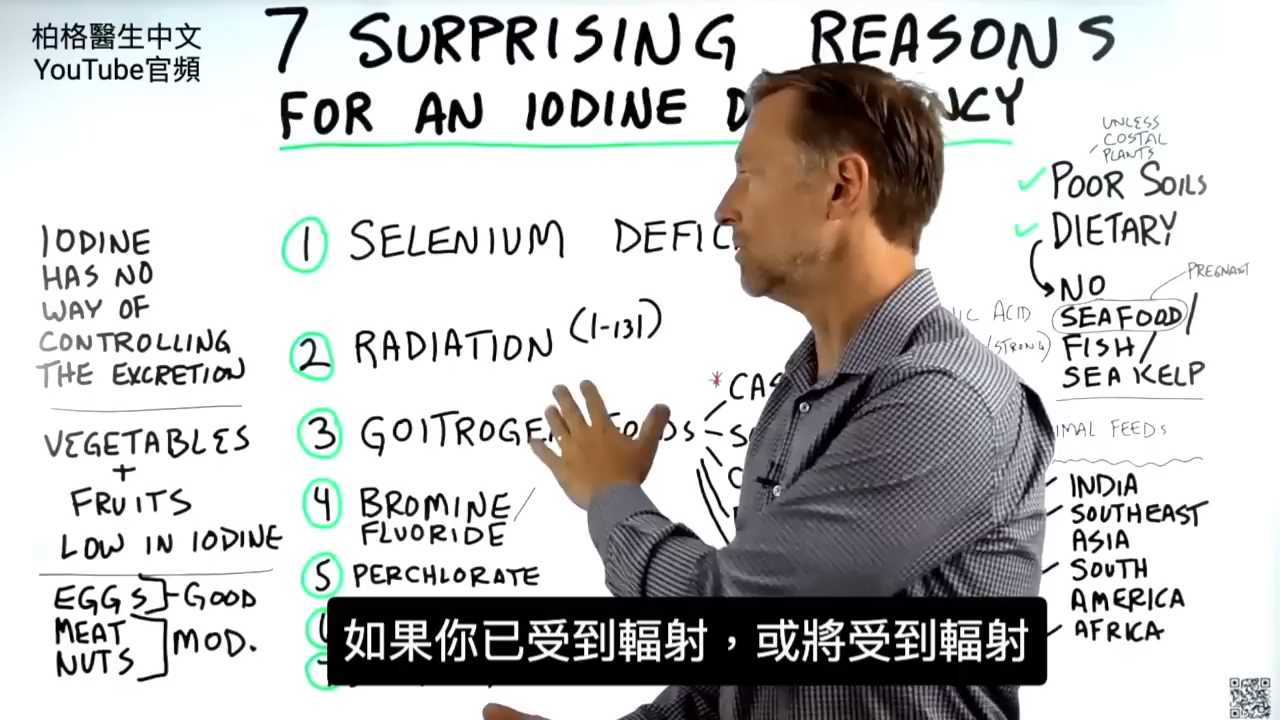 柏格醫生中文
YouTube官頻
7 SURPRISING REASONS
FOR AN IODINE
UNLESS
COSTAL
PLANTS
POOR SOILS
DIETARY
NO
PREGNANT
SEAFOOD/
FISH/
SEA KELP
ACID
FEEDS
INDIA
SOUTHEAST
ASIA
SOUTH
AMERICA
AFRICA
IODINE
HAS NO
WAY OF
CONTROLLING
THE EXCRETION
VEGETABLES
+
FRUITS
LOW IN IODINE
EGGS - GOOD
MEAT
NUTS
MOD.
1 SELENIUM
2 RADIATION (I-131)
3
4 BROMINE
FLUORIDE
5 PERCHLORATE
如果你已受到輻射，或將受到輻射